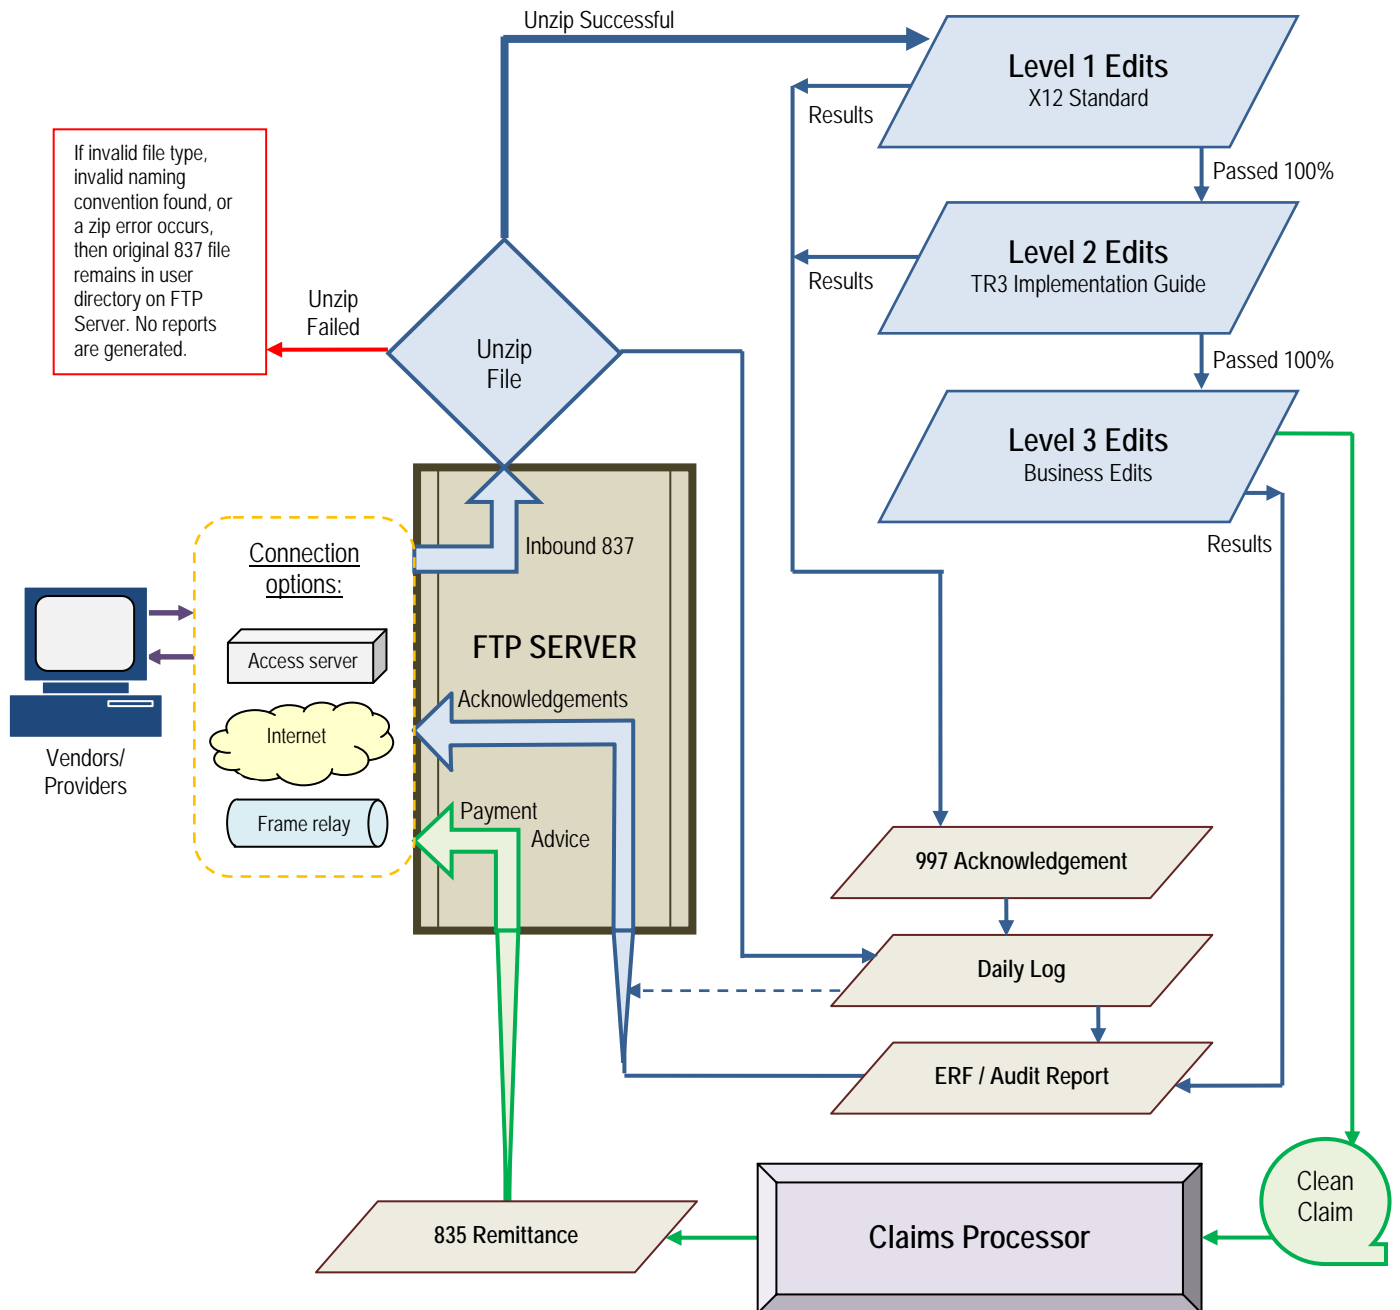 Unzip Successful
Level 1 Edits
X12 Standard
Results
Passed 100%
If invalid file type,
invalid naming
convention found, or
a zip error occurs,
then original 837 file
remains in user
directory on FTP
Server. No reports
are generated.
Unzip
Failed
Unzip
File
Level 2 Edits
TR3 Implementation Guide
Results
Passed 100%
Level 3 Edits
Business Edits
Results
Connection
options:
Inbound 837
Access server
FTP SERVER
Acknowledgements
Internet
Vendors/
Providers
Frame relay
Payment
Advice
997 Acknowledgement
Daily Log
ERF / Audit Report
Clean
Claim
835 Remittance
Claims Processor